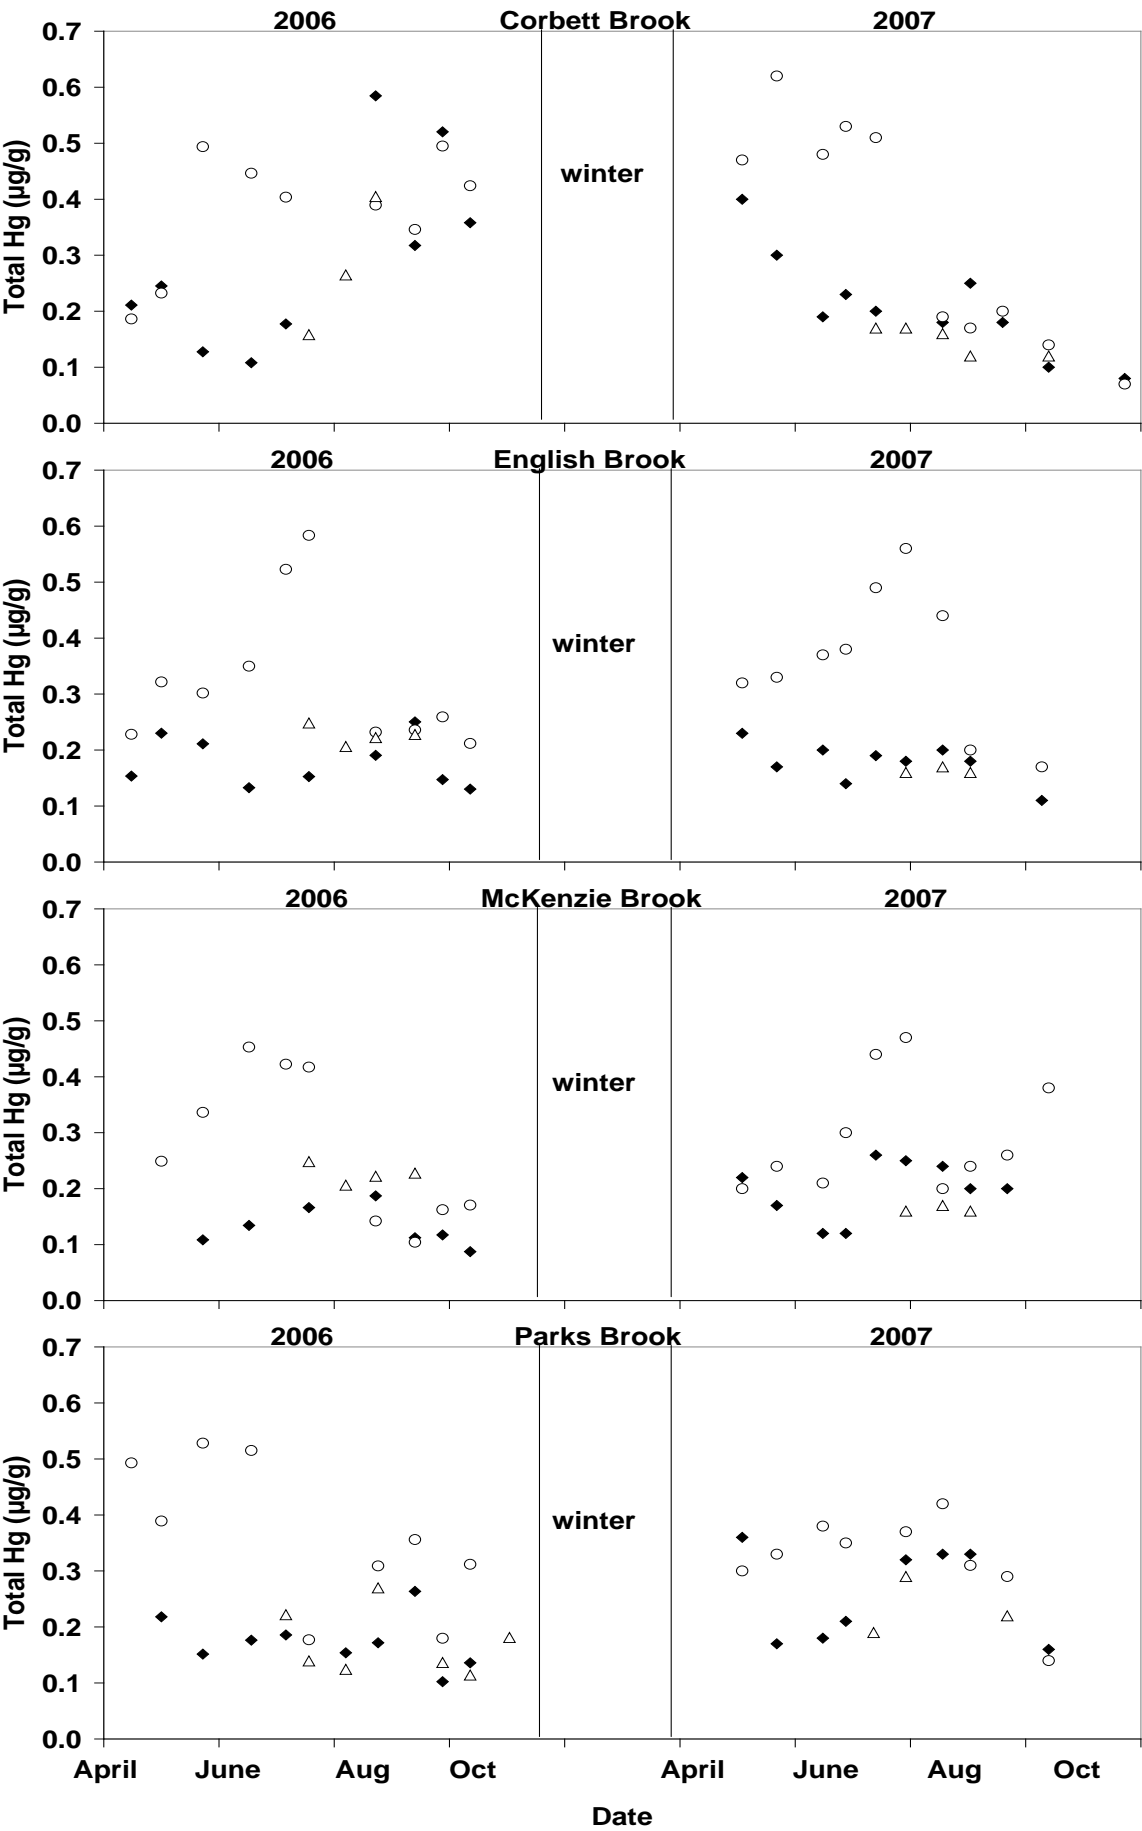 2006 Corbett Brook 2007
0.7
0.6
0.5
0.4
0.3
0.2
0.1
0.0
Total Hg (µg/g)
winter
2006 English Brook 2007
0.7
0.6
0.5
0.4
0.3
0.2
0.1
0.0
Total Hg (µg/g)
winter
2006 McKenzie Brook 2007
0.7
0.6
0.5
0.4
0.3
0.2
0.1
0.0
Total Hg (µg/g)
winter
2006 Parks Brook 2007
0.7
0.6
0.5
0.4
0.3
0.2
0.1
0.0
Total Hg (µg/g)
winter
April June Aug Oct April June Aug Oct
Date